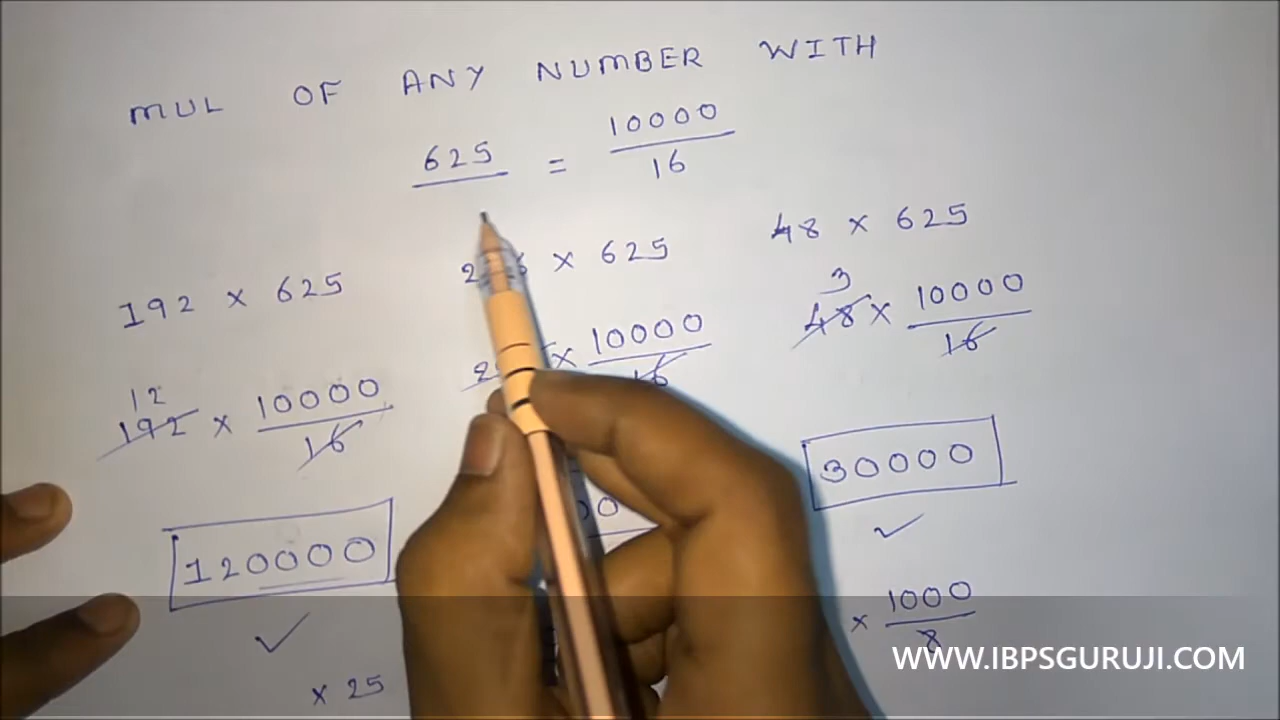 MUL OF ANY NUMBER WITH
625 = 10000/16
192 x 625
x 625
48 x 625
12
192 x 10000/16
x 10000/16
3
48 x 10000/16
120000
30000
x 1000/8
x 25
WWW.IBPSGURUJI.COM